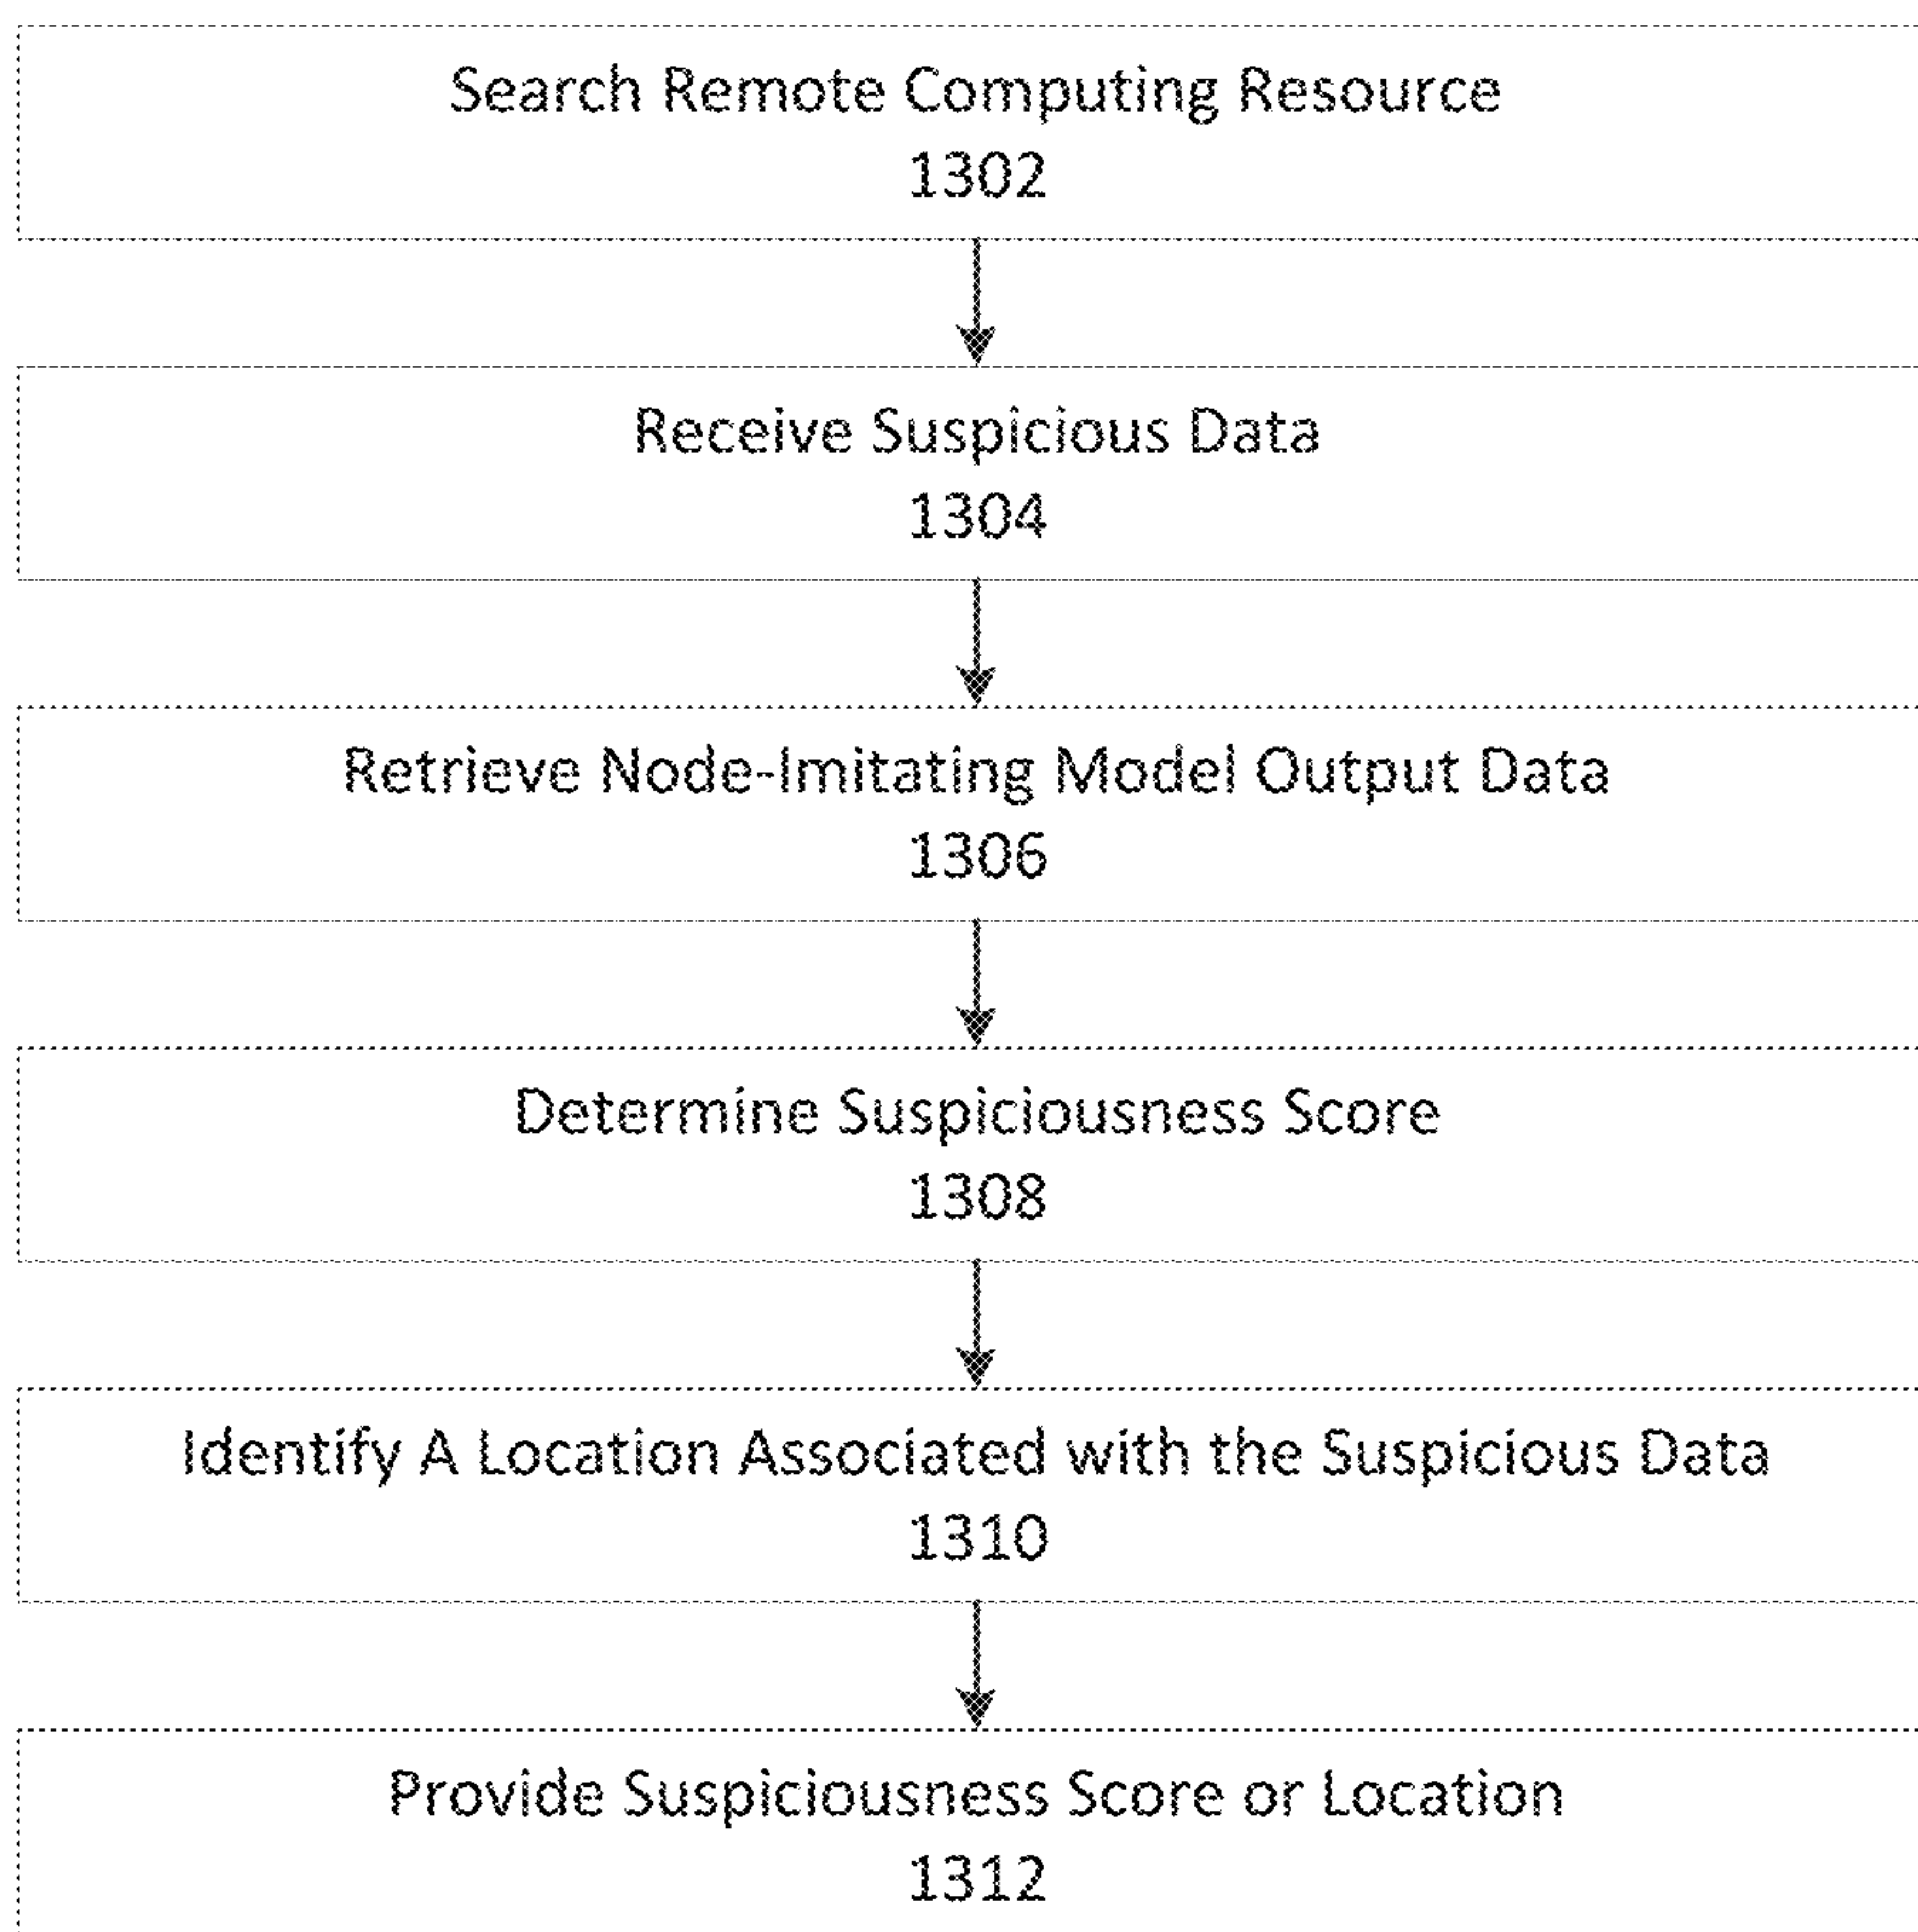 Search Remote Computing Resource
1302
Receive Suspicious Data
1304
Retrieve Node-Imitating Model Output Data
1306
Determine Suspiciousness Score
1308
Identify A Location Associated with the Suspicious Data
1310
Provide Suspiciousness Score or Location
1312